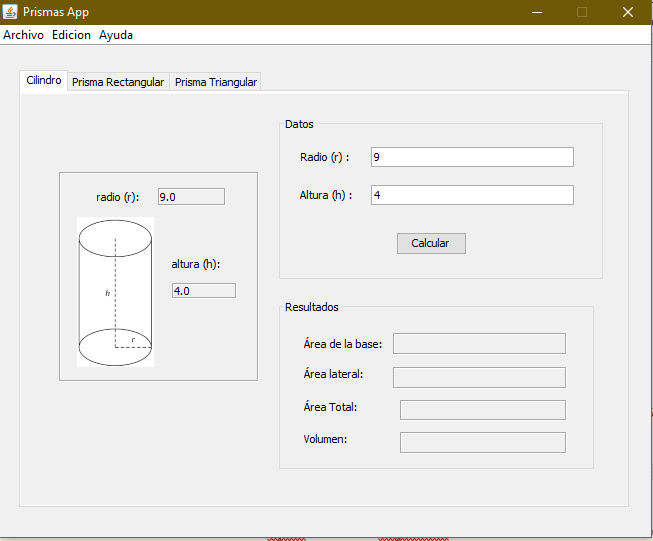 Prismas App
Archivo Edicion Ayuda
Cilindro Prisma Rectangular Prisma Triangular
radio (r): 9.0
altura (h):
4.0
h
r
Datos
Radio (r) : 9
Altura (h) : 4
Calcular
Resultados
Área de la base:
Área lateral:
Área Total:
Volumen: